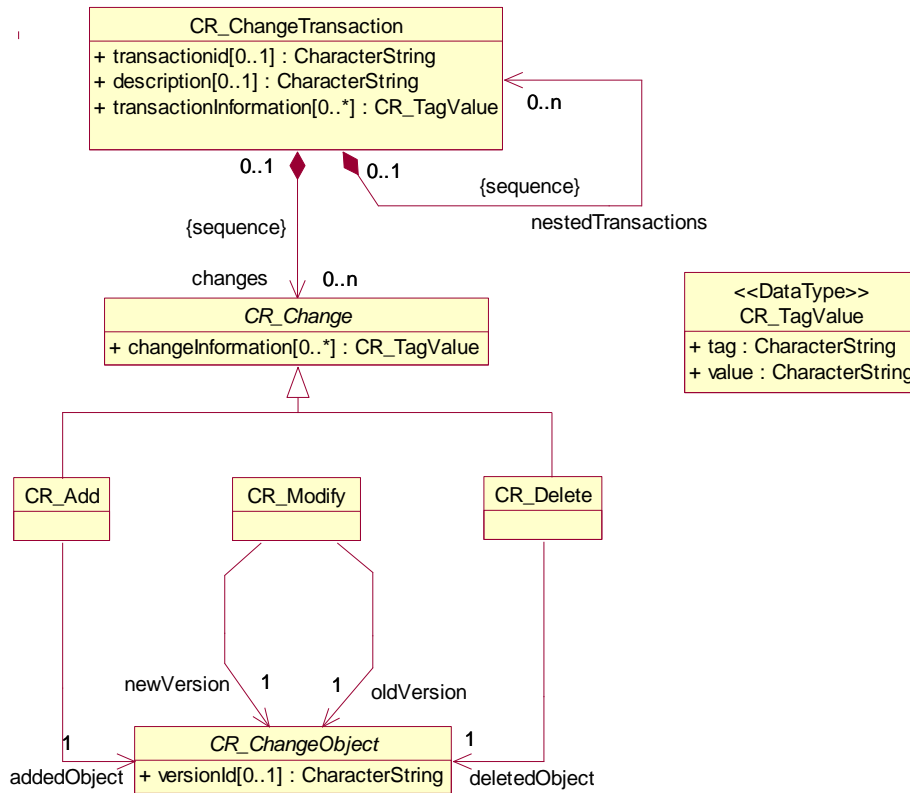 CR_ChangeTransaction
+ transactionid[0..1] : CharacterString
+ description[0..1] : CharacterString
+ transactionInformation[0..*] : CR_TagValue
0..n
0..1
0..1
{sequence}
nestedTransactions
{sequence}
changes
0..n
CR_Change
+ changeInformation[0..*] : CR_TagValue
<<DataType>>
CR_TagValue
+ tag : CharacterString
+ value : CharacterString
CR_Add
CR_Modify
CR_Delete
newVersion
1
1
oldVersion
1
addedObject
CR_ChangeObject
+ versionId[0..1] : CharacterString
1
deletedObject